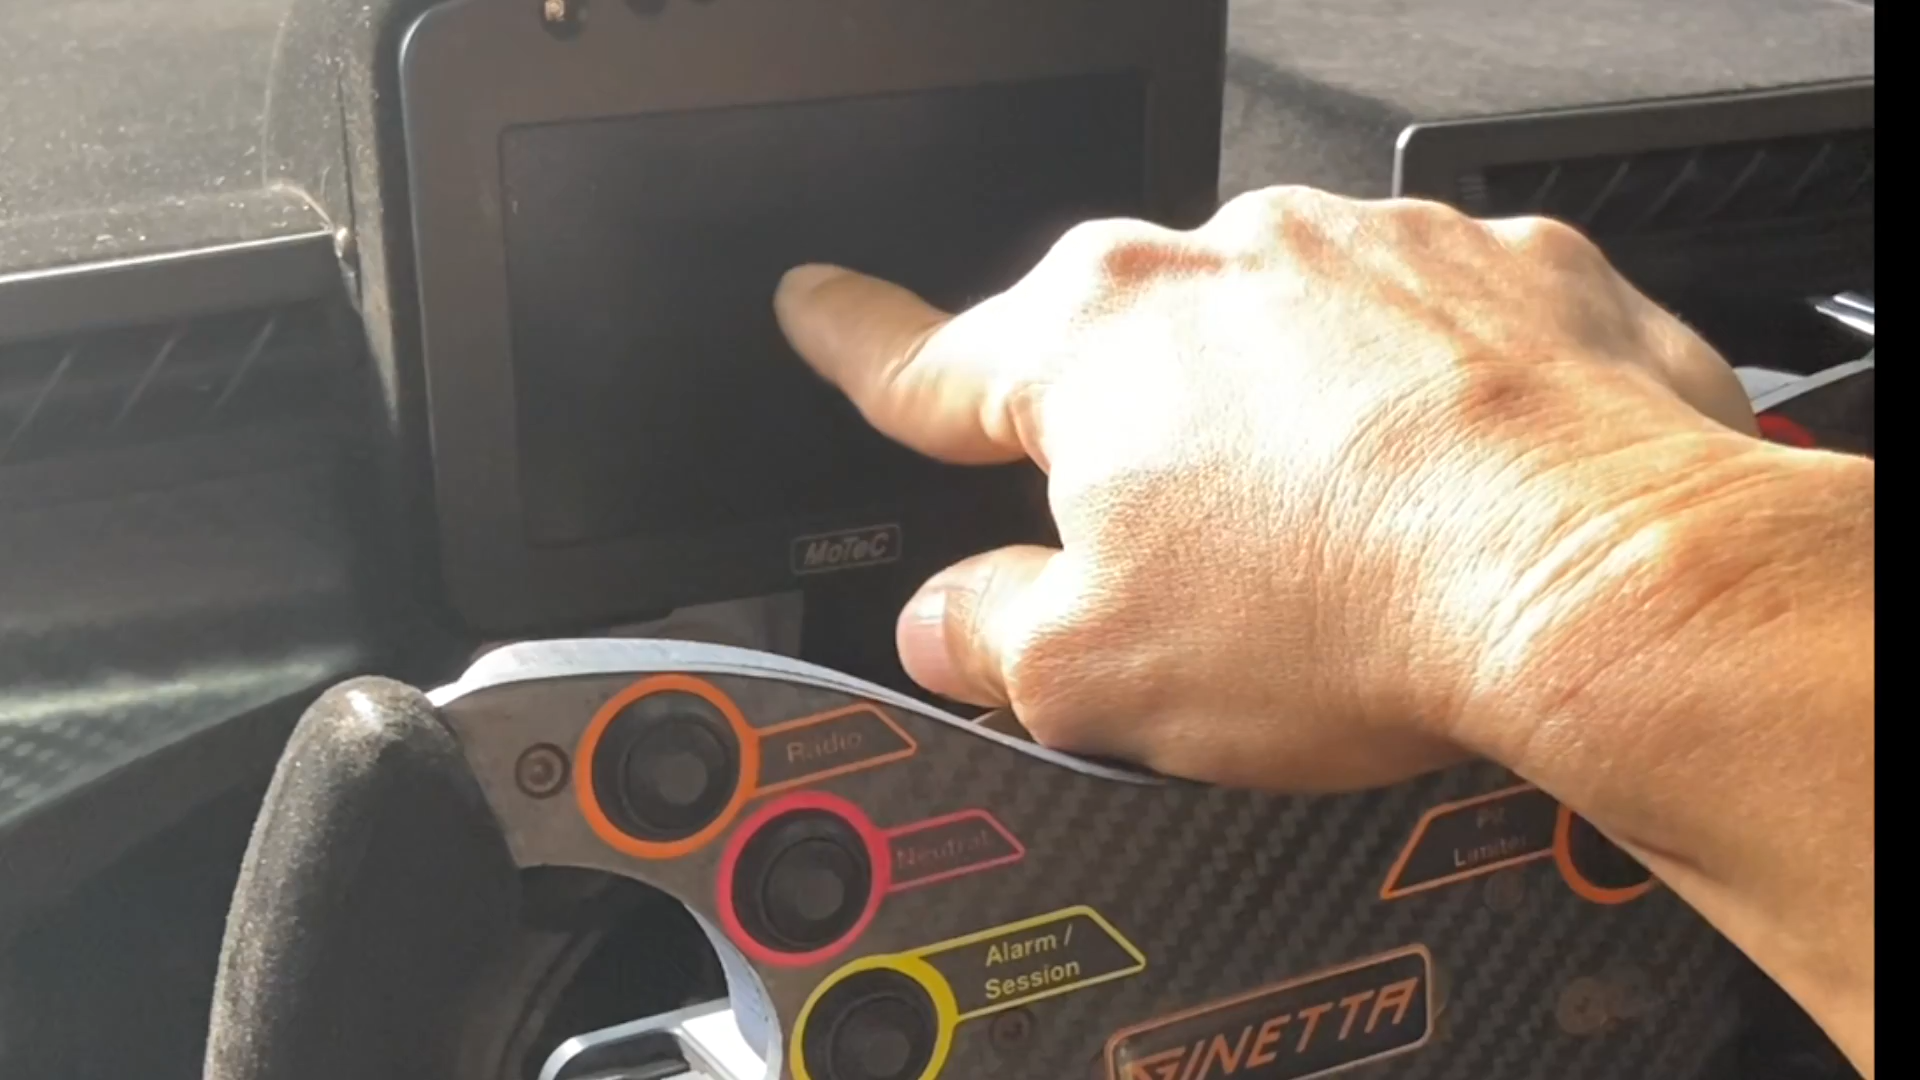 MoTeC
Radio
Neutral
Pit
Limiter
Alarm /
Session
GINETTA